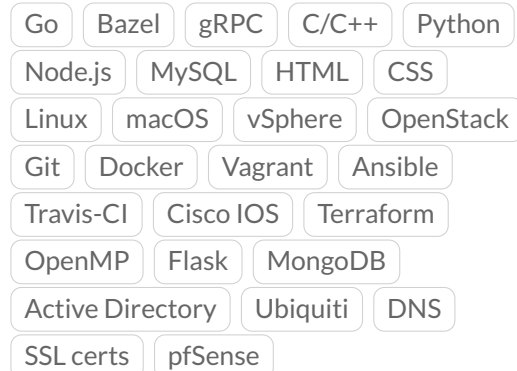 Go Bazel gRPC C/C++ Python
Node.js MySQL HTML CSS
Linux macOS vSphere OpenStack
Git Docker Vagrant Ansible
Travis-CI Cisco IOS Terraform
OpenMP Flask MongoDB
Active Directory Ubiquiti DNS
SSL certs pfSense